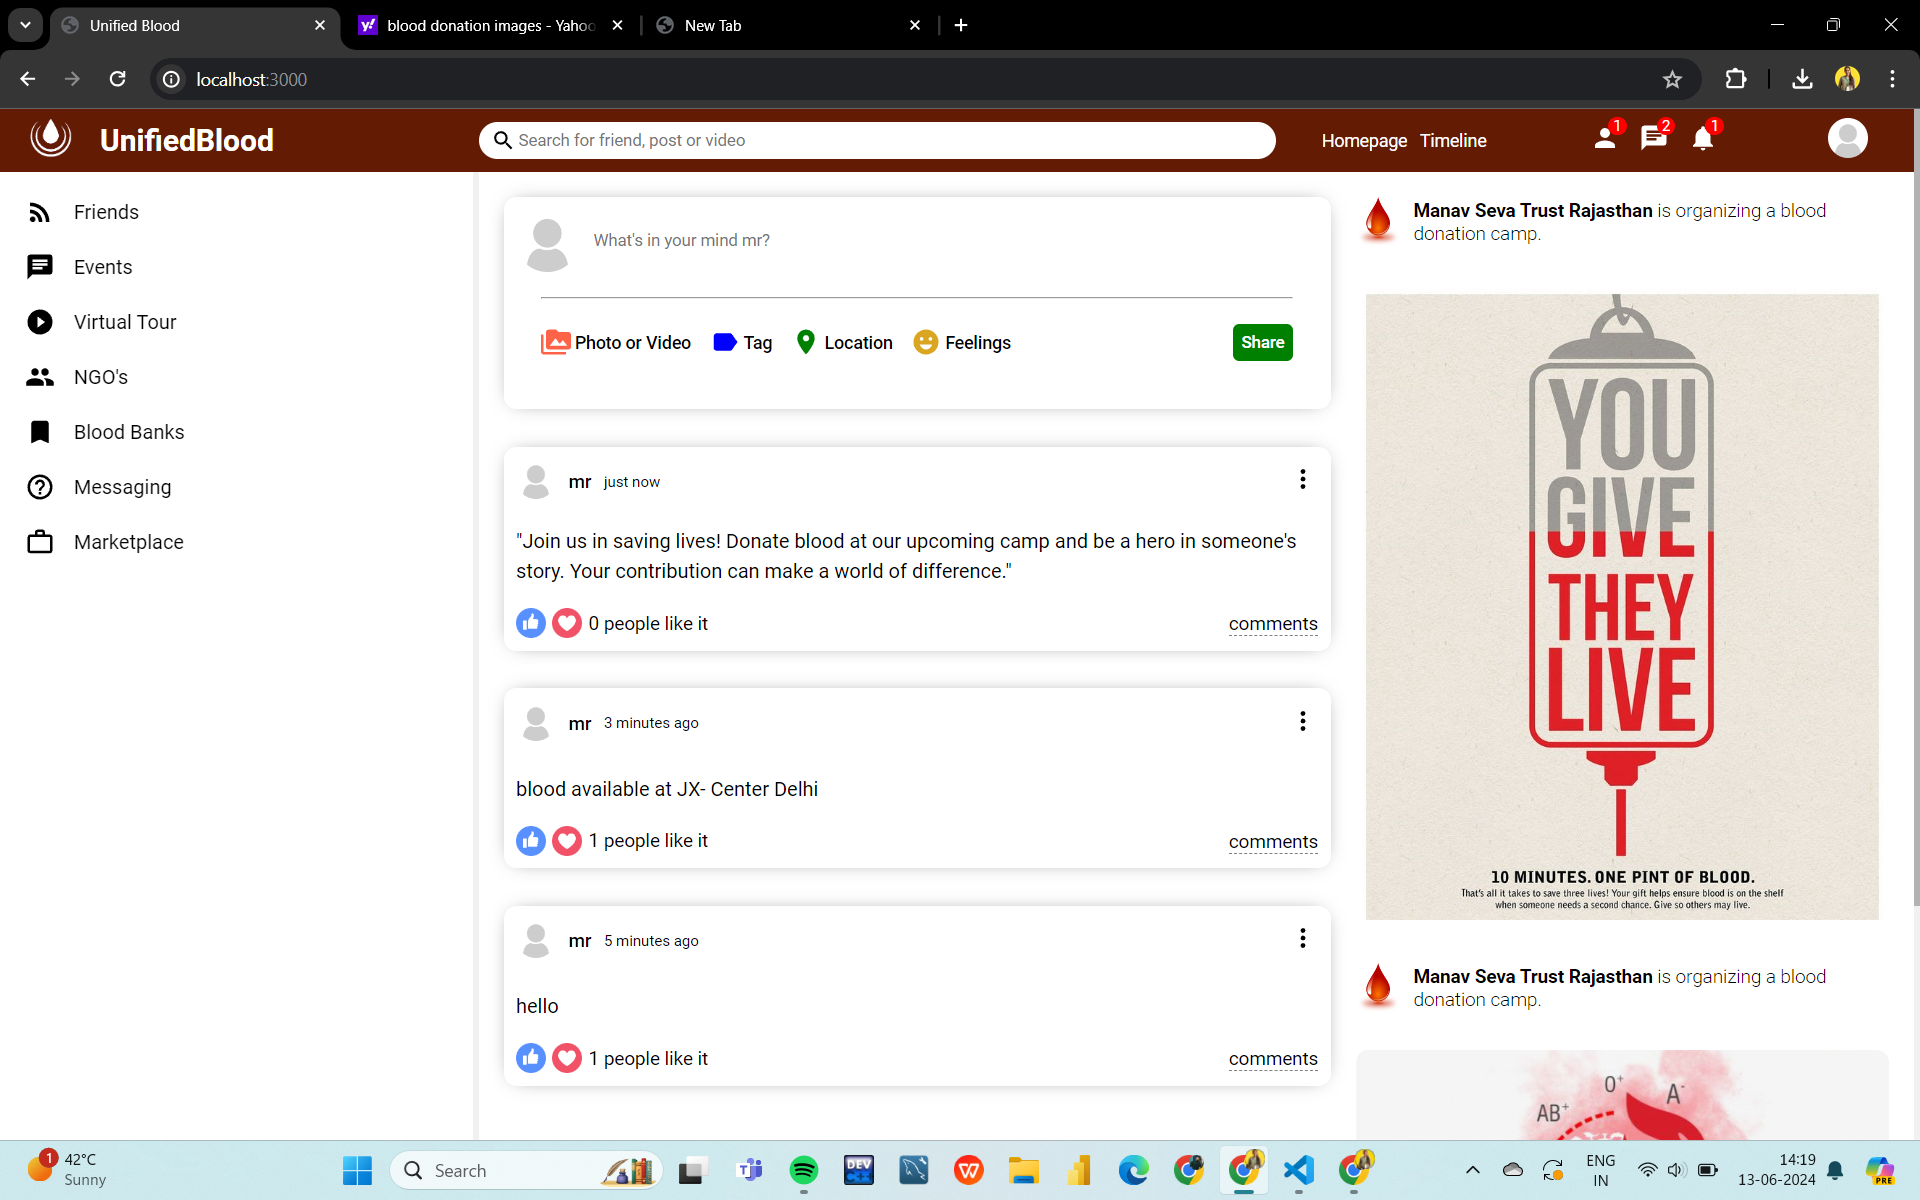 Unified Blood
blood donation images - Yahoo
New Tab
localhost:3000
UnifiedBlood
Search for friend, post or video
Homepage Timeline
1
2
1
Friends
Events
Virtual Tour
NGO's
Blood Banks
Messaging
Marketplace
What's in your mind mr?
Photo or Video
Tag
Location
Feelings
Share
mr just now
"Join us in saving lives! Donate blood at our upcoming camp and be a hero in someone's
story. Your contribution can make a world of difference."
0 people like it
comments
mr 3 minutes ago
blood available at JX- Center Delhi
1 people like it
comments
mr 5 minutes ago
hello
1 people like it
comments
Manav Seva Trust Rajasthan is organizing a blood
donation camp.
YOU
GIVE
THEY
LIVE
10 MINUTES. ONE PINT OF BLOOD.
That's all it takes to save three lives! Your gift helps ensure blood is on the shelf
when someone needs a second chance. Give so others may live.
Manav Seva Trust Rajasthan is organizing a blood
donation camp.
O+
A-
AB+
1
42°C
Sunny
Search
DEV
C++
ENG
IN
14:19
13-06-2024
PRE